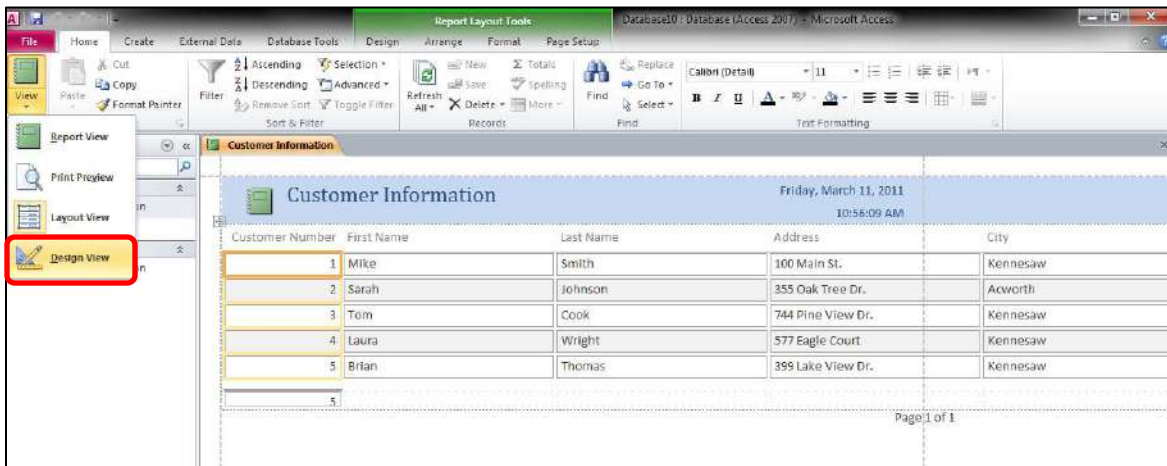 Report Layout Tools
Database10 : Database (Access 2007) - Microsoft Access
File Home Create External Data Database Tools Design Arrange Format Page Setup
View
Paste
Cut
Copy
Format Painter
Filter
Ascending
Descending
Remove Sort
Selection
Advanced
Toggle Filter
Sort & Filter
Refresh All
New
Save
Delete
Totals
Spelling
More
Records
Find
Replace
Go To
Select
Find
Calibri (Detail) 11
B I U A
Text Formatting
Report View
Print Preview
Layout View
Design View
Customer Information
Customer Information
Friday, March 11, 2011
10:56:09 AM
Customer Number First Name Last Name Address City
1 Mike Smith 100 Main St. Kennesaw
2 Sarah Johnson 355 Oak Tree Dr. Acworth
3 Tom Cook 744 Pine View Dr. Kennesaw
4 Laura Wright 577 Eagle Court Kennesaw
5 Brian Thomas 399 Lake View Dr. Kennesaw
5
Page 1 of 1